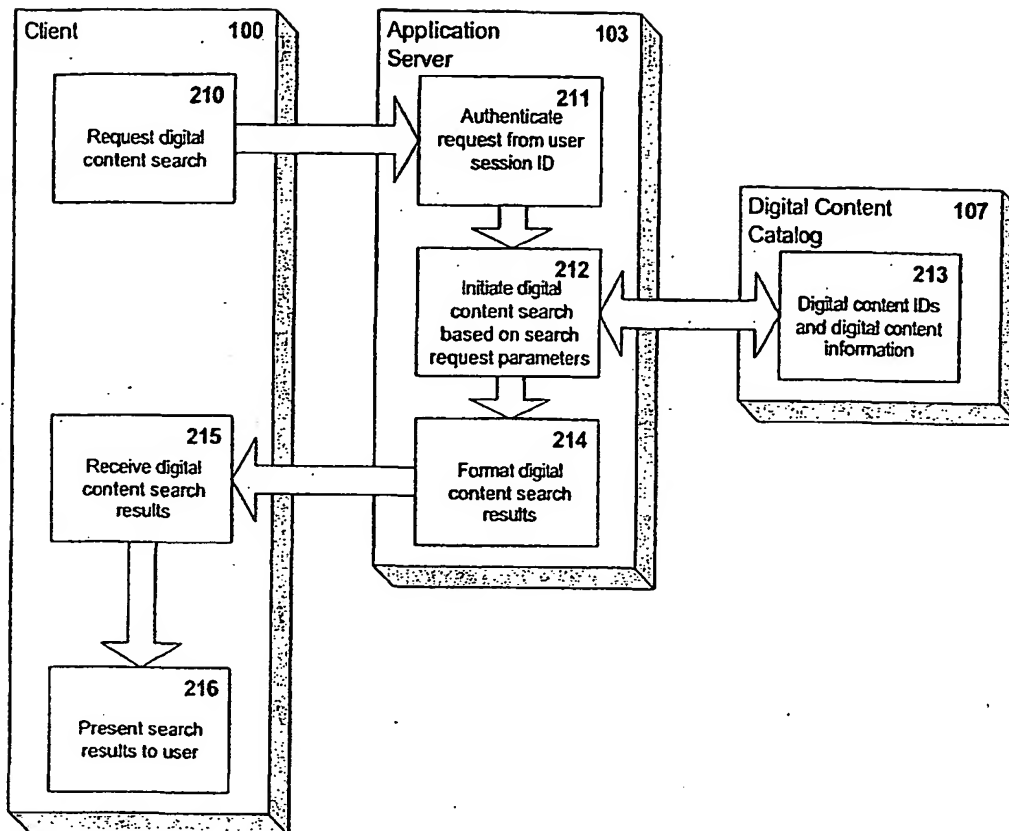 Client 100
210
Request digital
content search
Application 103
Server
211
Authenticate
request from user
session ID
212
Initiate digital
content search
based on search
request parameters
Digital Content 107
Catalog
213
Digital content IDs
and digital content
information
214
Format digital
content search
results
215
Receive digital
content search
results
216
Present search
results to user